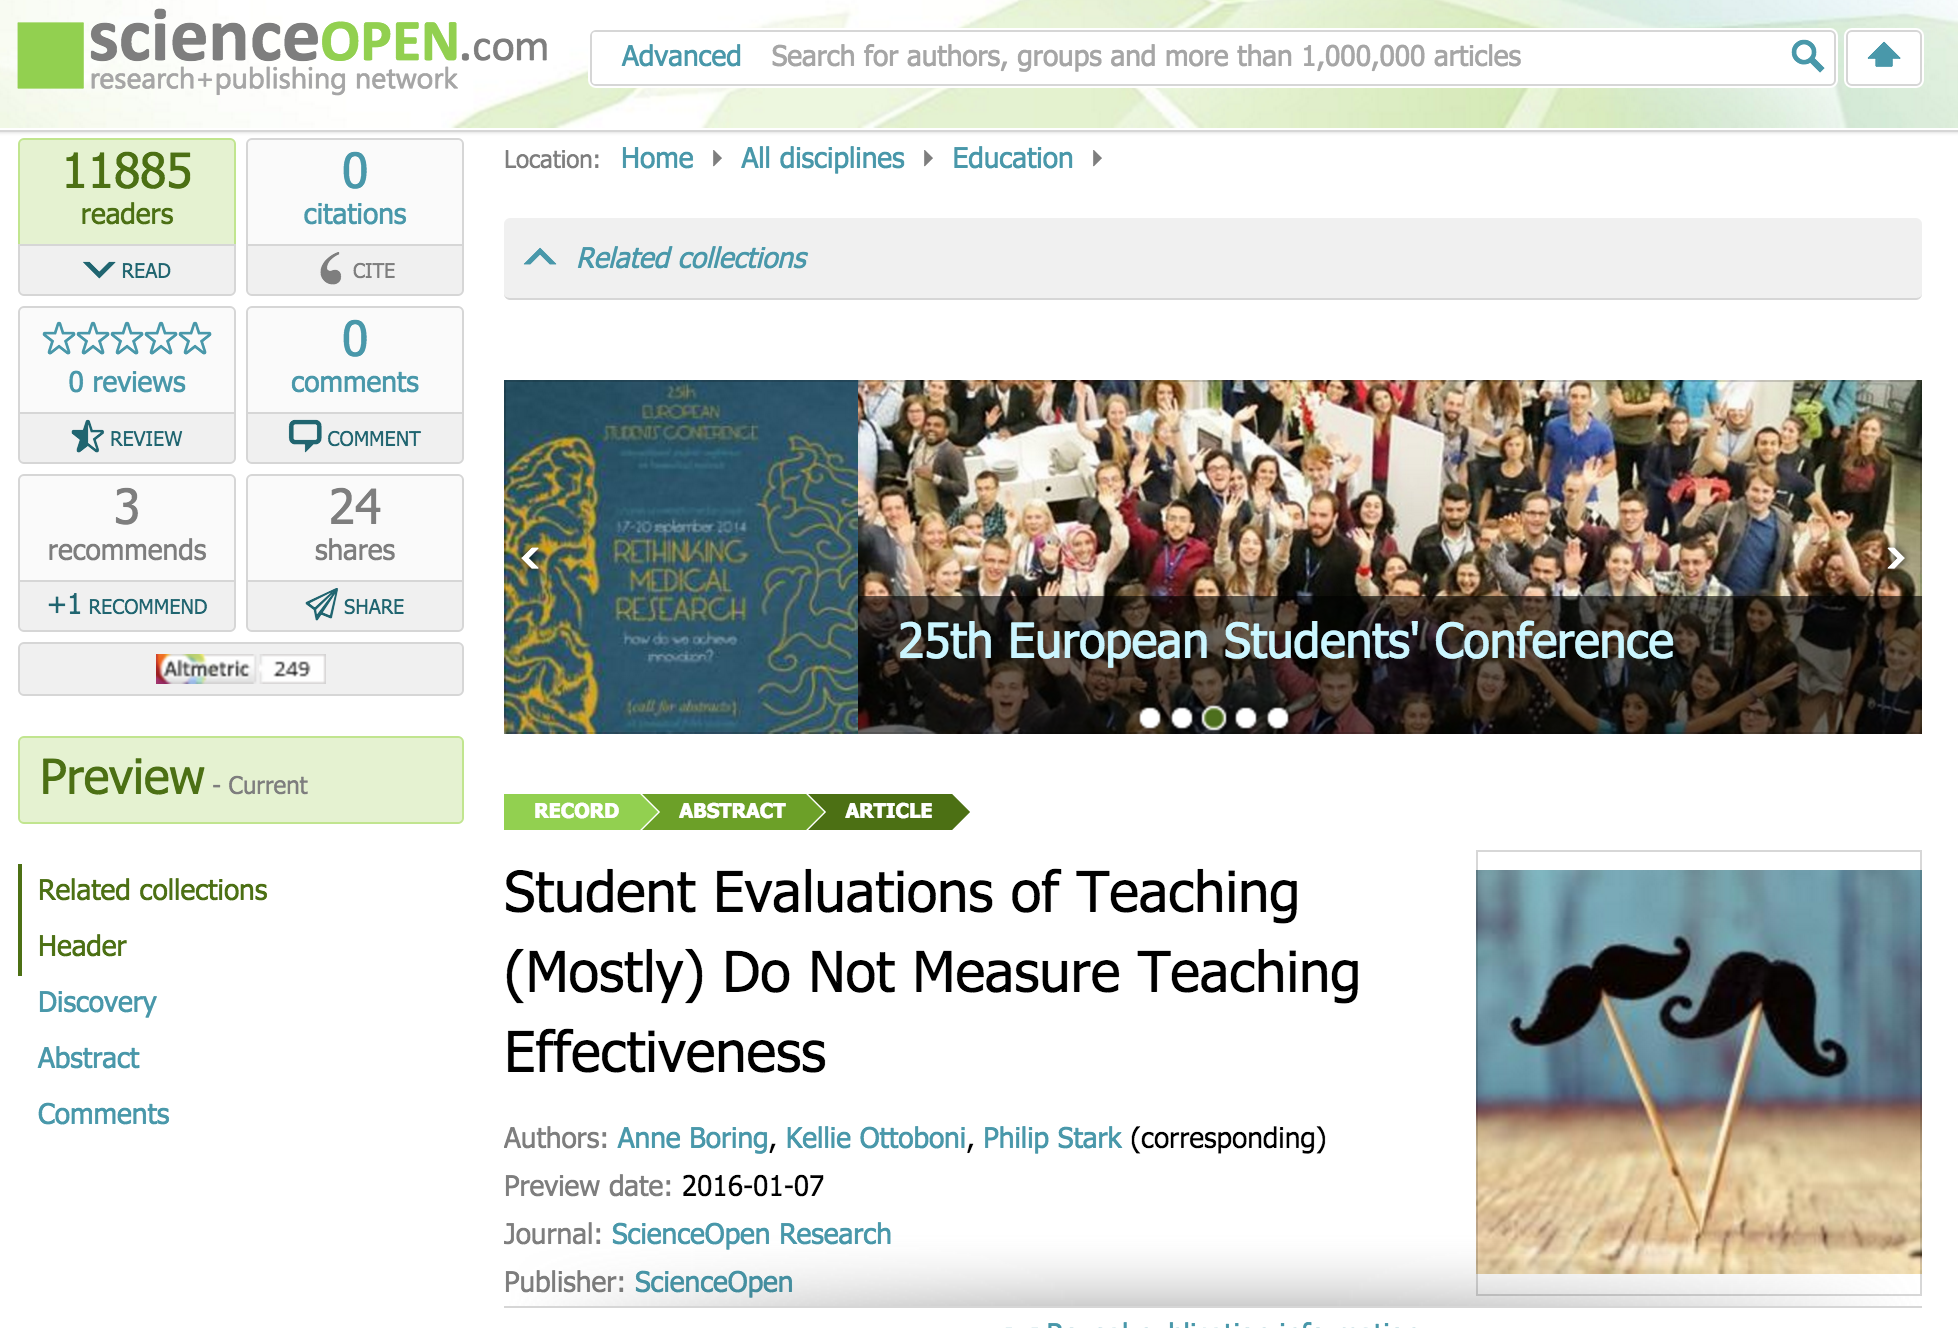 scienceOPEN.com
research+publishing network
Advanced Search for authors, groups and more than 1,000,000 articles
11885
readers
READ
0
citations
CITE
0 reviews
REVIEW
0
comments
COMMENT
3
recommends
+1 RECOMMEND
24
shares
SHARE
Altmetric 249
Preview - Current
Related collections
Header
Discovery
Abstract
Comments
Location: Home All disciplines Education
Related collections
25th
EUROPEAN
STUDENTS' CONFERENCE
17-20 september 2014
RETHINKING
MEDICAL
RESEARCH
how do we achieve
innovation?
{call for abstracts}
25th European Students' Conference
RECORD ABSTRACT ARTICLE
Student Evaluations of Teaching
(Mostly) Do Not Measure Teaching
Effectiveness
Authors: Anne Boring, Kellie Ottoboni, Philip Stark (corresponding)
Preview date: 2016-01-07
Journal: ScienceOpen Research
Publisher: ScienceOpen